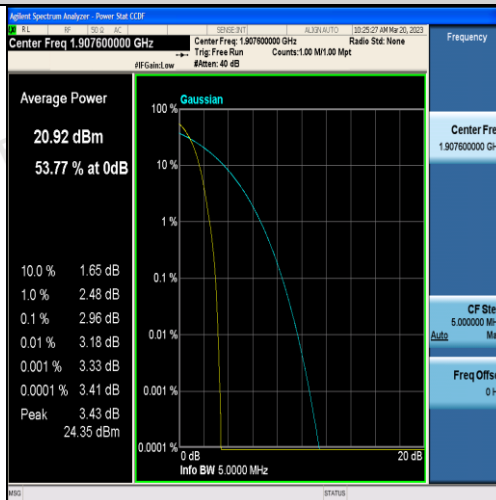 Agilent Spectrum Analyzer - Power Stat CCDF
RL RF 50 Ω AC SENSE:INT ALIGN AUTO 10:25:27 AM Mar 20, 2023
Center Freq 1.907600000 GHz
Center Freq: 1.907600000 GHz
Radio Std: None
Trig: Free Run Counts:1.00 M/1.00 Mpt
#IFGain:Low #Atten: 40 dB
Frequency
Average Power
20.92 dBm
53.77 % at 0dB
10.0 % 1.65 dB
1.0 % 2.48 dB
0.1 % 2.96 dB
0.01 % 3.18 dB
0.001 % 3.33 dB
0.0001 % 3.41 dB
Peak 3.43 dB
24.35 dBm
Gaussian
100 %
10 %
1 %
0.1 %
0.01 %
0.001 %
0.0001 %
0 dB 20 dB
Info BW 5.0000 MHz
Center Fre
1.907600000 GH
CF Ste
5.000000 MH
Auto Ma
Freq Offs
0 H
MSG STATUS